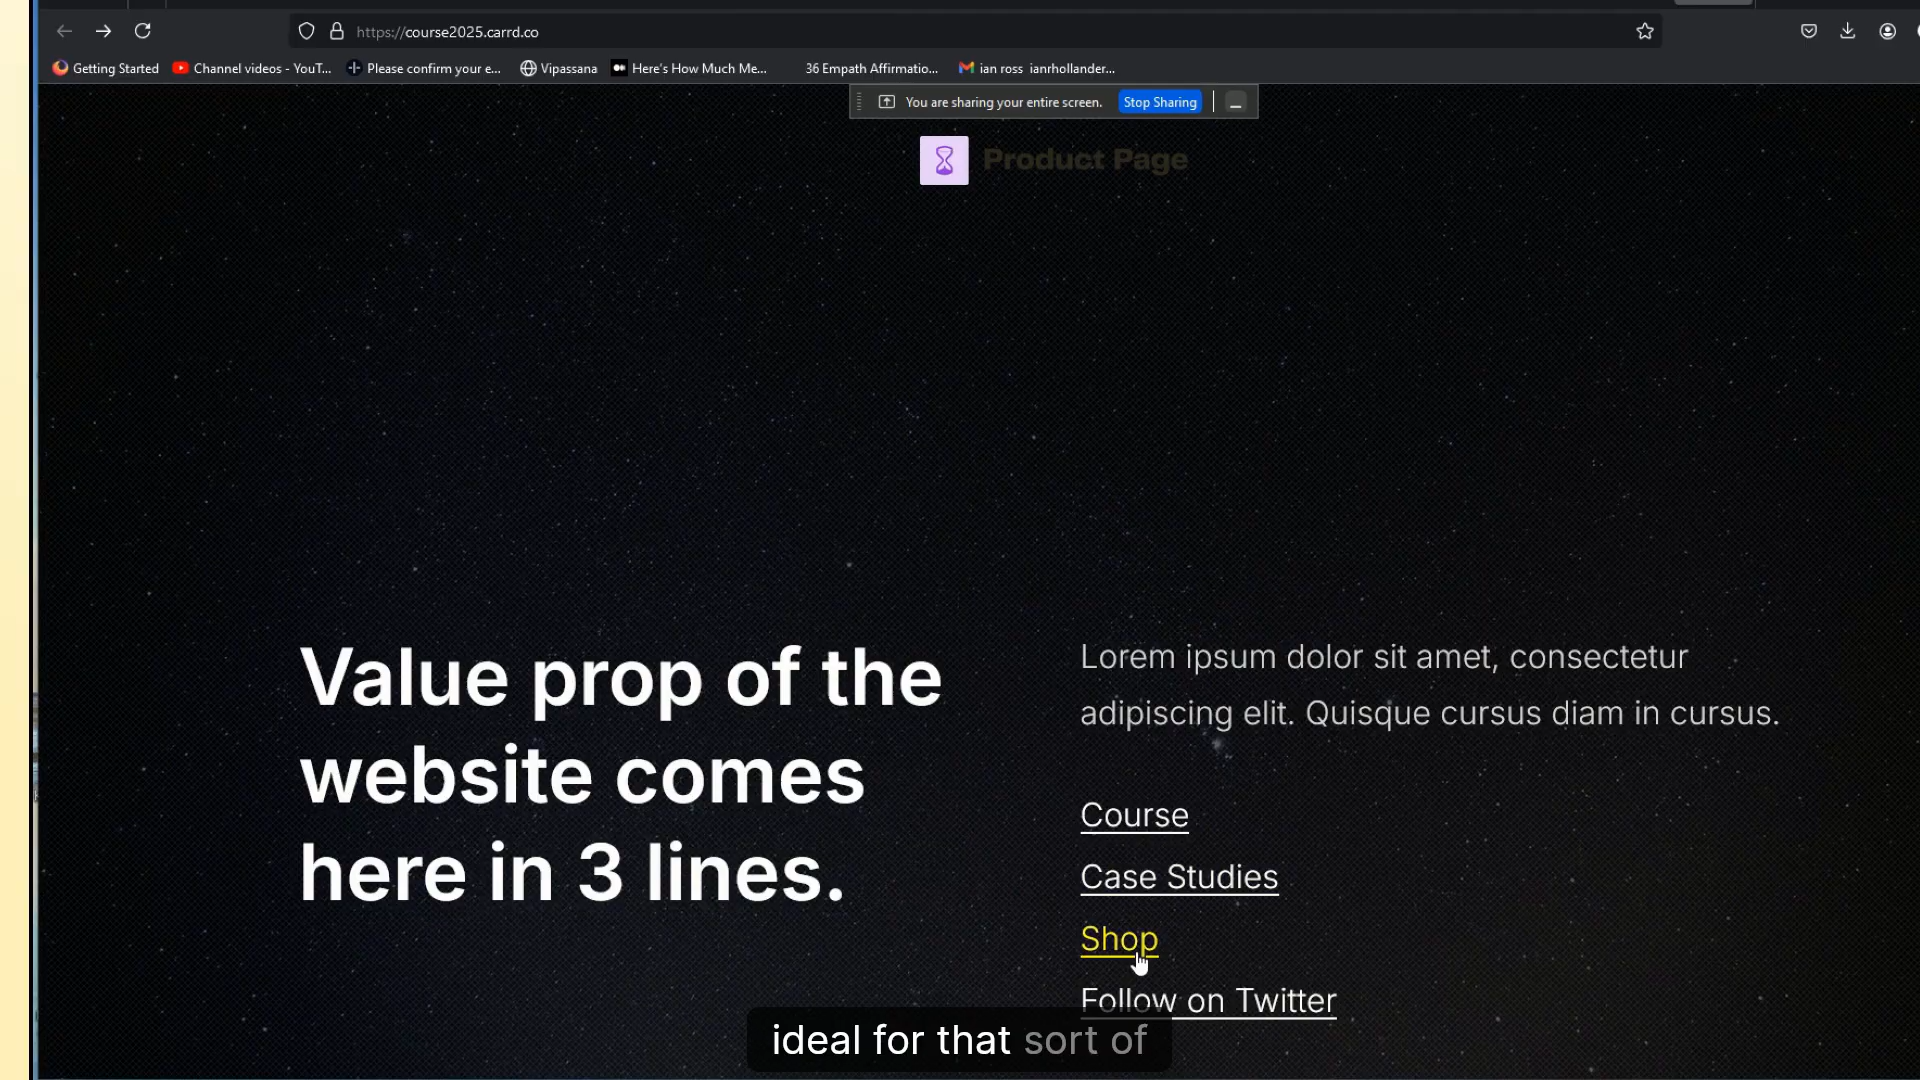 https://course2025.carrd.co
Getting Started
Channel videos - YouT...
Please confirm your e...
Vipassana
Here's How Much Me...
36 Empath Affirmatio...
ian ross ianrhollander...
You are sharing your entire screen.
Stop Sharing
Product Page
Value prop of the
website comes
here in 3 lines.
Lorem ipsum dolor sit amet, consectetur
adipiscing elit. Quisque cursus diam in cursus.
Course
Case Studies
Shop
Follow on Twitter
ideal for that sort of